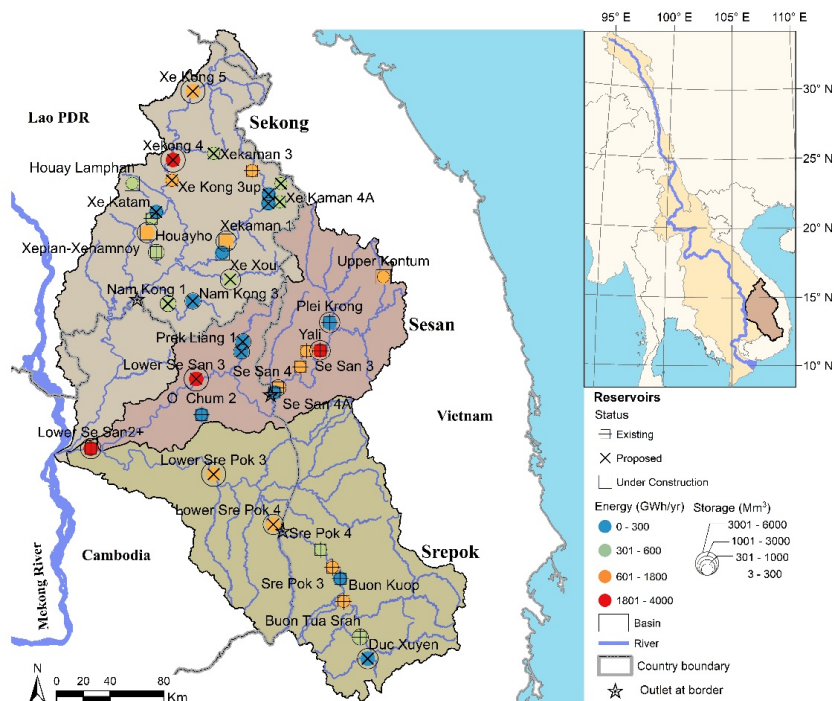 95° E 100° E 105° E 110° E
30° N
25° N
20° N
15° N
10° N
Xe Kong 5
Lao PDR
Sekong
Xekong 4
Xekaman 3
Houay Lamphan
Xe Kong 3up
Xe Kaman 4A
Xe Katam
Houayho
Xekaman 1
Xepian-Xenamnoy
Xe Xou
Upper Kontum
Nam Kong 1
Nam Kong 3
Plei Krong
Sesan
Prek Liang 1
Yali
Lower Se San 3
Se San 3
Se San 4
O Chum 2
Se San 4A
Vietnam
Lower Se San2+
Lower Sre Pok 3
Lower Sre Pok 4
Sre Pok 4
Cambodia
Srepok
Mekong River
Sre Pok 3
Buon Kuop
Buon Tua Srah
Duc Xuyen
N
0 20 40 80
Km
Reservoirs
Status
Existing
Proposed
Under Construction
Energy (GWh/yr)
0 - 300
301 - 600
601 - 1800
1801 - 4000
Storage (Mm³)
3001 - 6000
1001 - 3000
301 - 1000
3 - 300
Basin
River
Country boundary
Outlet at border